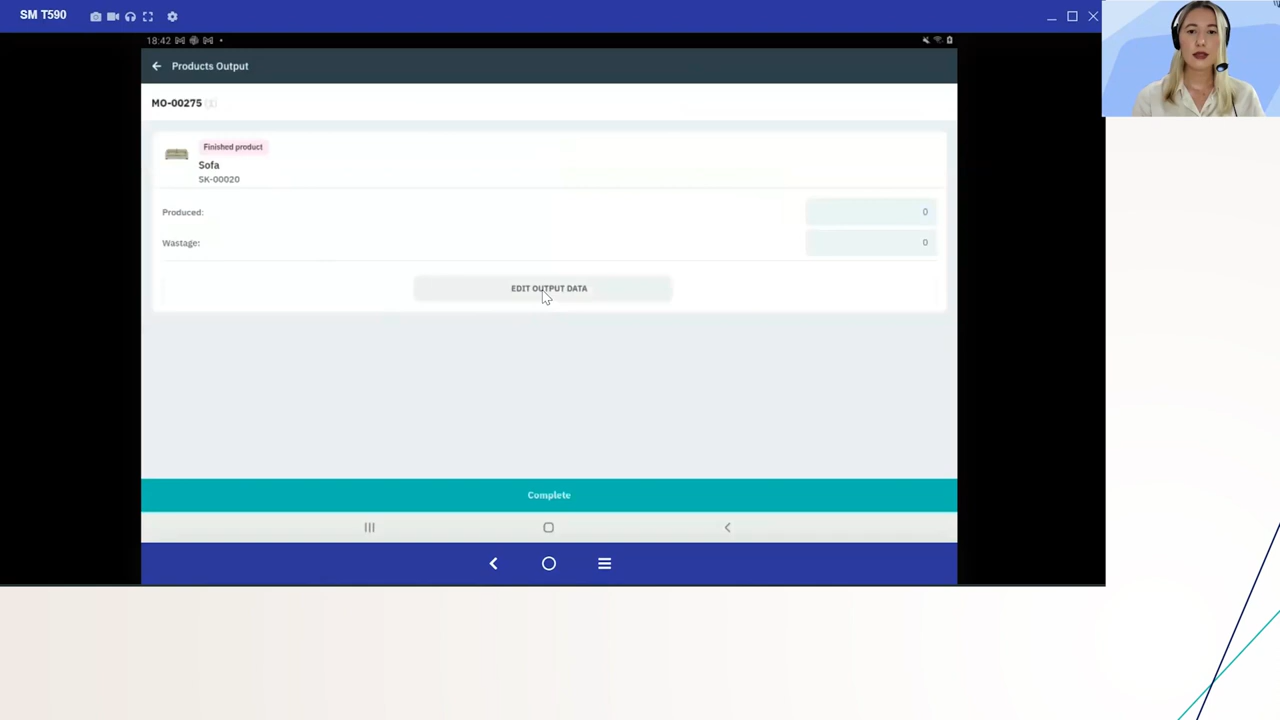 SM T590
18:42
Products Output
MO-00275
Finished product
Sofa
SK-00020
Produced:
0
Wastage:
0
EDIT OUTPUT DATA
Complete